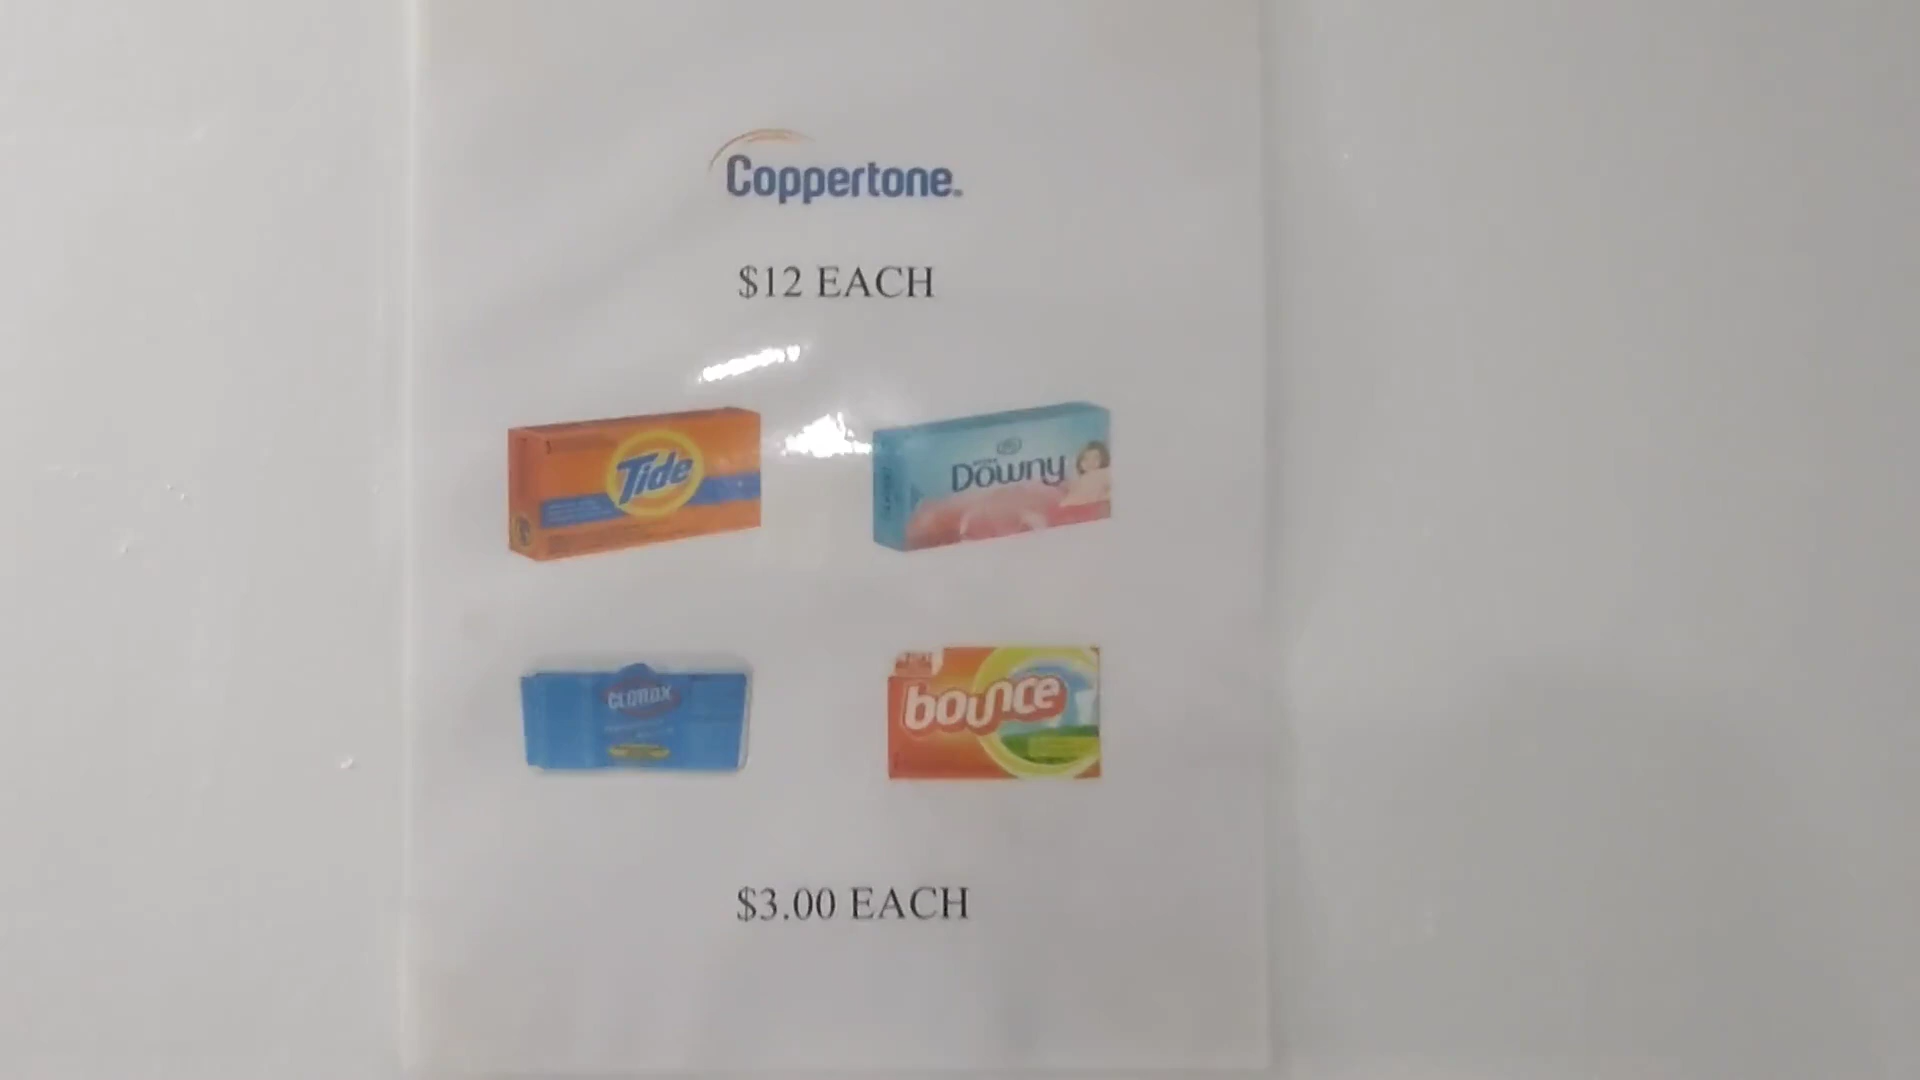 Coppertone
$12 EACH
Tide
Downy
CLOROX
bounce
$3.00 EACH